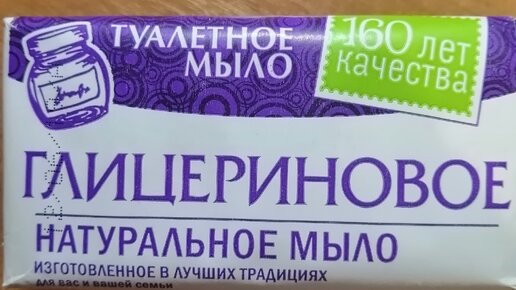 ТУАЛЕТНОЕ
МЫЛО
160 ЛЕТ
качества
ГЛИЦЕРИНОВОЕ
НАТУРАЛЬНОЕ МЫЛО
ИЗГОТОВЛЕННОЕ В ЛУЧШИХ ТРАДИЦИЯХ
для вас и вашей семьи